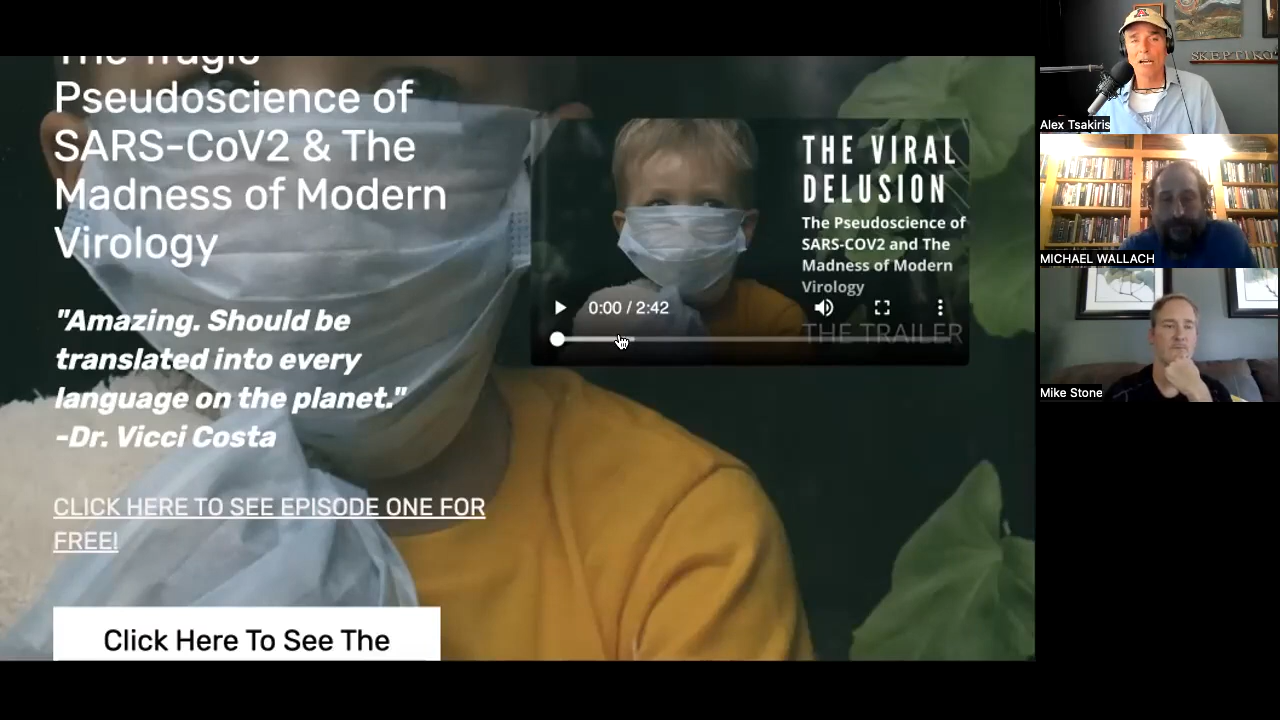 The Tragic
Pseudoscience of
SARS-CoV2 & The
Madness of Modern
Virology
"Amazing. Should be
translated into every
language on the planet."
-Dr. Vicci Costa
CLICK HERE TO SEE EPISODE ONE FOR
FREE!
Click Here To See The
THE VIRAL
DELUSION
The Pseudoscience of
SARS-COV2 and The
Madness of Modern
Virology
0:00 / 2:42
THE TRAILER
SKEPTIKO
Alex Tsakiris
MICHAEL WALLACH
Mike Stone